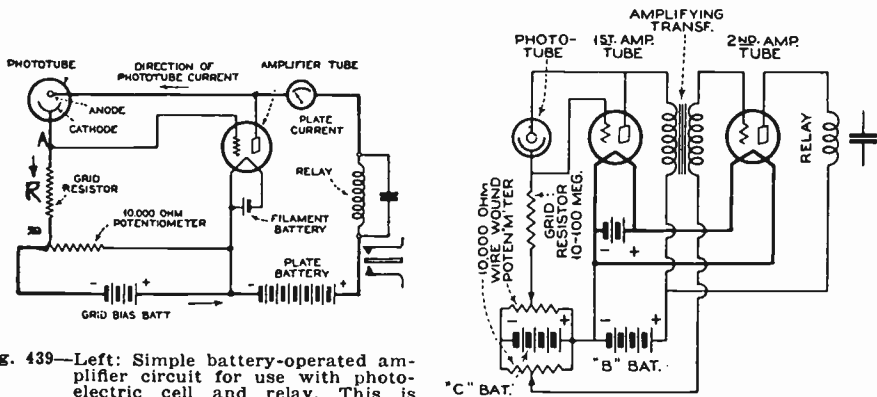 PHOTOTUBE
DIRECTION OF
PHOTOTUBE CURRENT
AMPLIFIER TUBE
ANODE
CATHODE
PLATE
CURRENT
A
R
GRID
RESISTOR
10,000 OHM
POTENTIOMETER
FILAMENT
BATTERY
RELAY
PLATE
BATTERY
- +
- +
GRID BIAS BATT
g. 439—Left: Simple battery-operated am-
plifier circuit for use with photo-
electric cell and relay. This is
AMPLIFYING
TRANSF.
PHOTO-
TUBE
1ST. AMP.
TUBE
2ND. AMP.
TUBE
RELAY
10,000 OHM
WIRE WOUND
POTEN'METER
GRID
RESISTOR
10-100 MEG.
- +
- +
- +
"C" BAT.
"B" BAT.